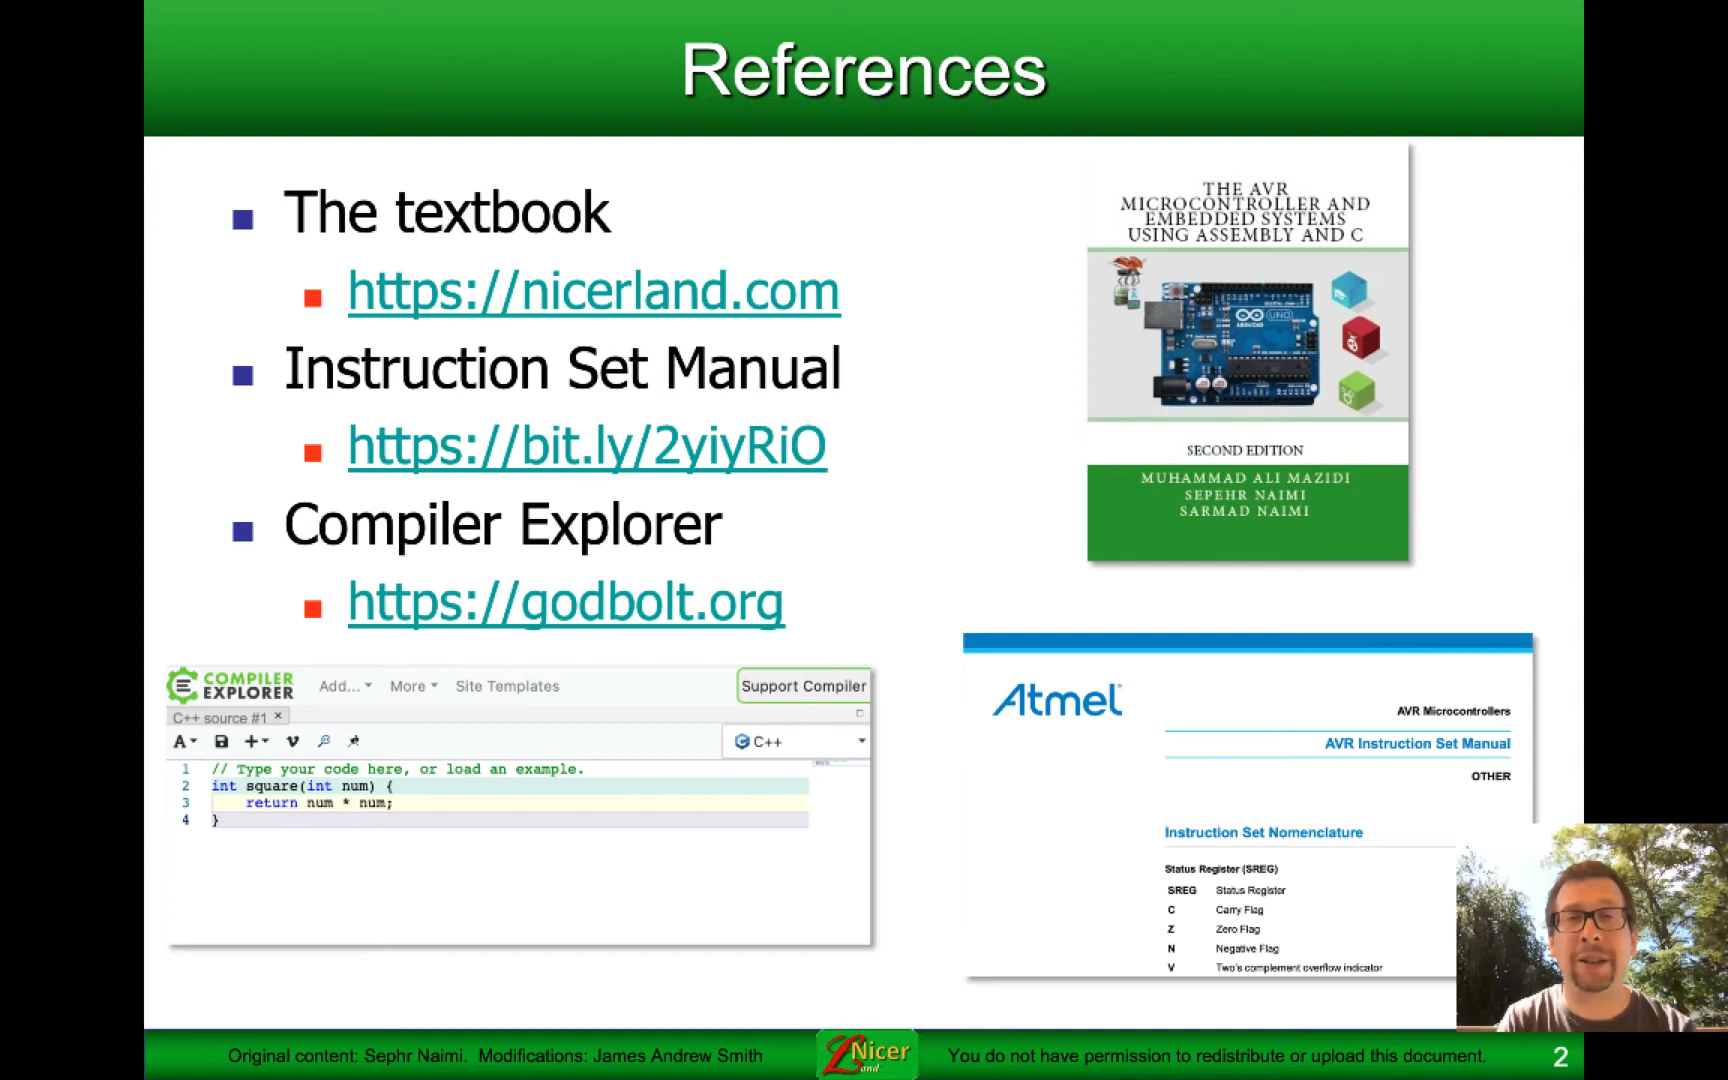 References
The textbook
https://nicerland.com
Instruction Set Manual
https://bit.ly/2yiyRiO
Compiler Explorer
https://godbolt.org
THE AVR
MICROCONTROLLER AND
EMBEDDED SYSTEMS
USING ASSEMBLY AND C
ARDUINO
UNO
SECOND EDITION
MUHAMMAD ALI MAZIDI
SEPEHR NAIMI
SARMAD NAIMI
COMPILER
EXPLORER
Add... More Site Templates Support Compiler
C++ source #1
A C++
1 // Type your code here, or load an example.
2 int square(int num) {
3 return num * num;
4 }
Atmel
AVR Microcontrollers
AVR Instruction Set Manual
OTHER
Instruction Set Nomenclature
Status Register (SREG)
SREG Status Register
C Carry Flag
Z Zero Flag
N Negative Flag
V Two's complement overflow indicator
Original content: Sephr Naimi. Modifications: James Andrew Smith
Nicer
Land
You do not have permission to redistribute or upload this document.
2